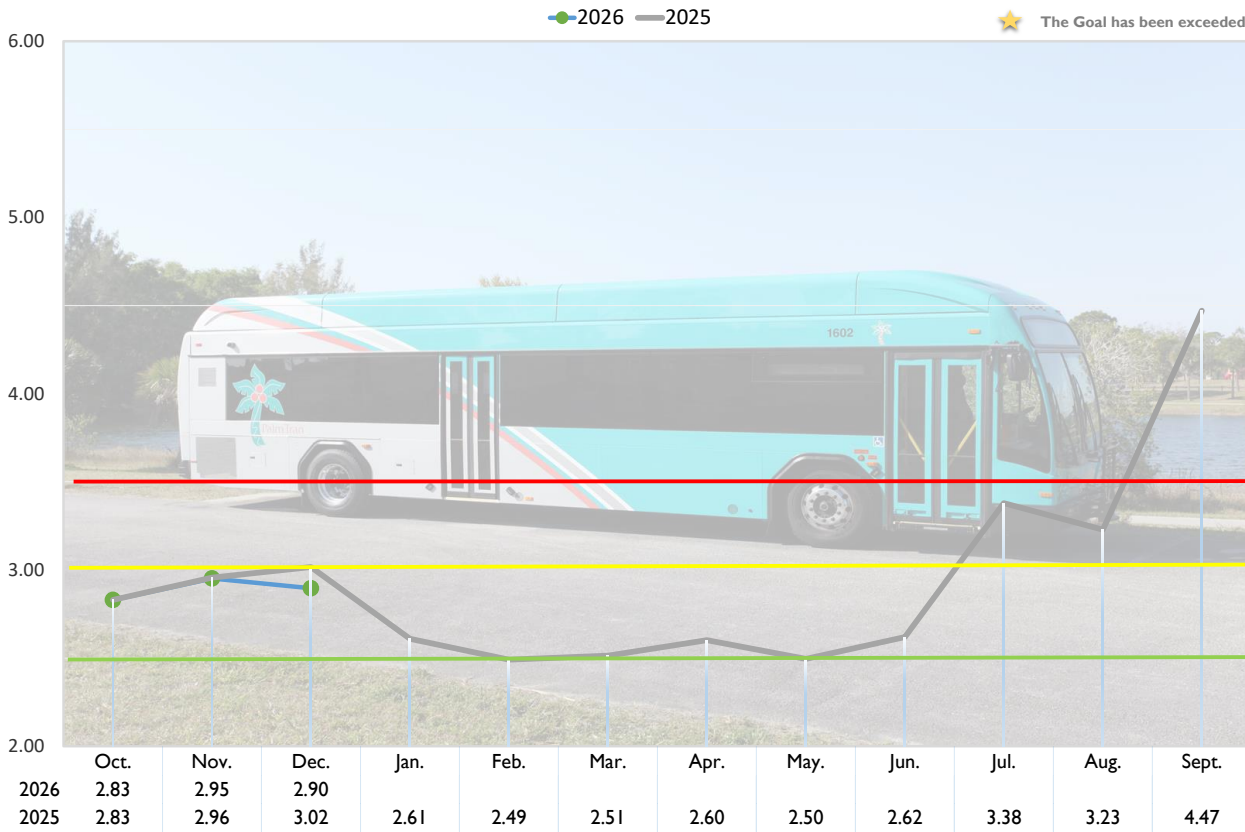 2026 2025
The Goal has been exceeded
6.00
5.00
4.00
3.00
2.00
1602
PalmTran
Oct. Nov. Dec. Jan. Feb. Mar. Apr. May. Jun. Jul. Aug. Sept.
2026 2.83 2.95 2.90
2025 2.83 2.96 3.02 2.61 2.49 2.51 2.60 2.50 2.62 3.38 3.23 4.47